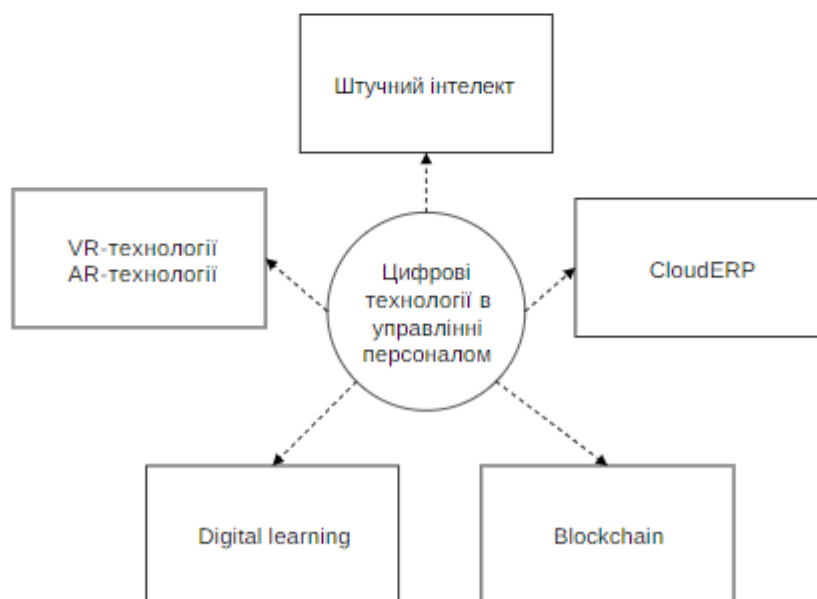 Штучний інтелект
VR-технології
AR-технології
CloudERP
Цифрові
технології в
управлінні
персоналом
Digital learning
Blockchain